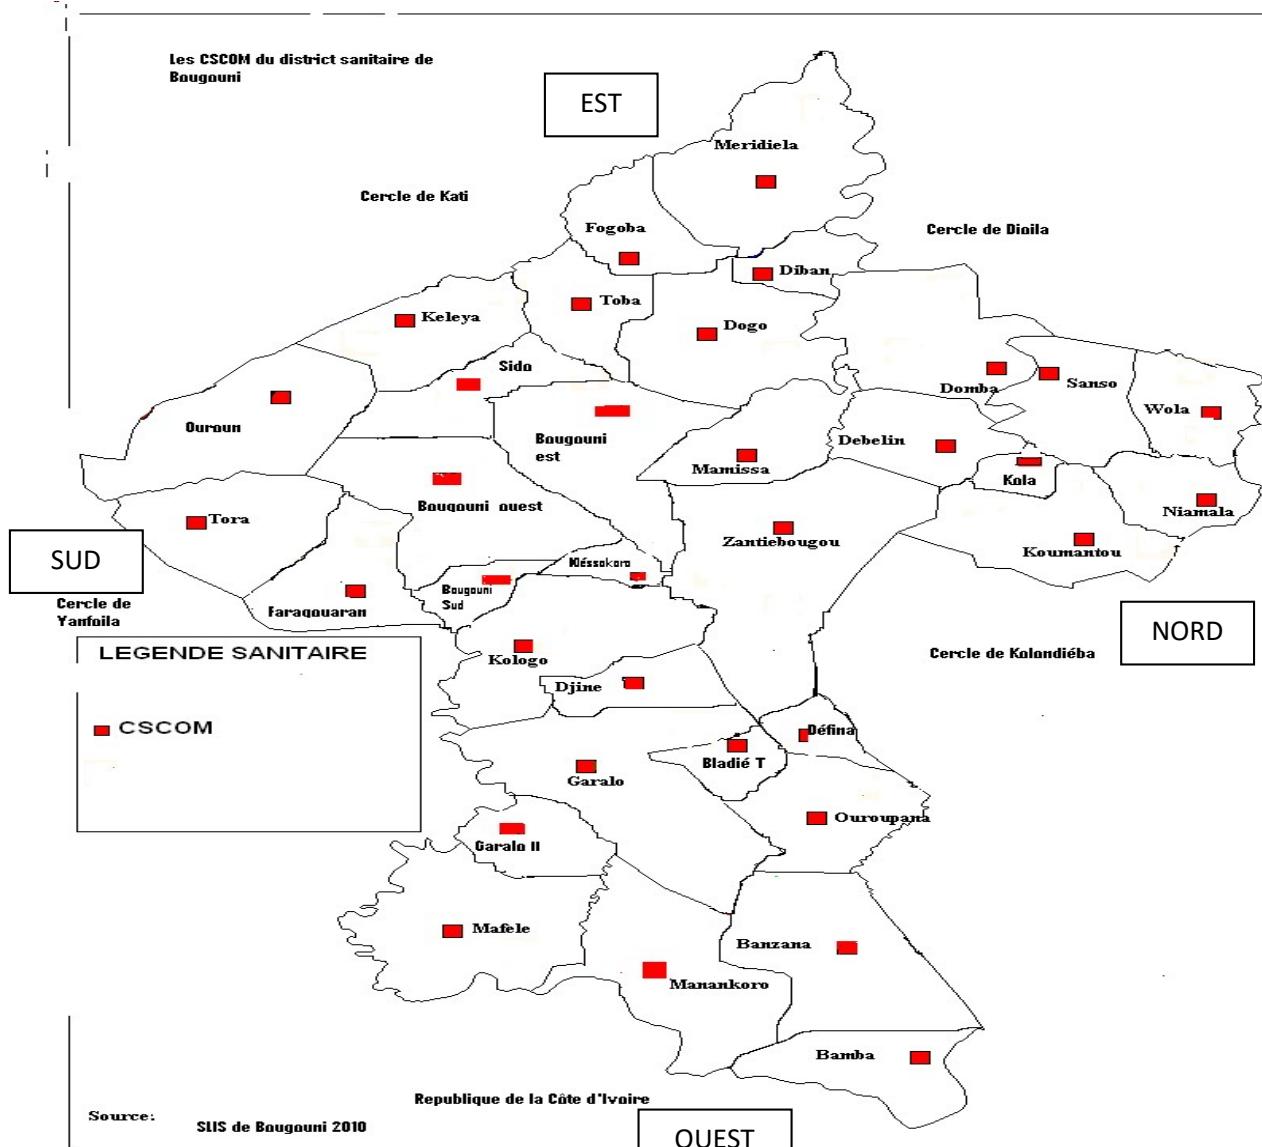 Les CSCOM du district sanitaire de
Bougouni
EST
Meridiela
Cercle de Kati
Fogoba
Cercle de Dioila
Diban
Toba
Keleya
Dogo
Sido
Domba
Sanso
Wola
Ouroun
Bougouni
est
Debelin
Mamissa
Kola
Bougouni ouest
Niamala
Tora
Zantiebougou
Koumantou
SUD
Kléssokoro
Bougouni
Sud
Faragouaran
Cercle de
Yanfoila
NORD
LEGENDE SANITAIRE
Kologo
Cercle de Kolondiéba
Djine
CSCOM
Défina
Bladié T
Garalo
Ouroupana
Garalo II
Mafele
Banzana
Manankoro
Bamba
Republique de la Côte d'Ivoire
Source:
SLIS de Bougouni 2010
OUEST